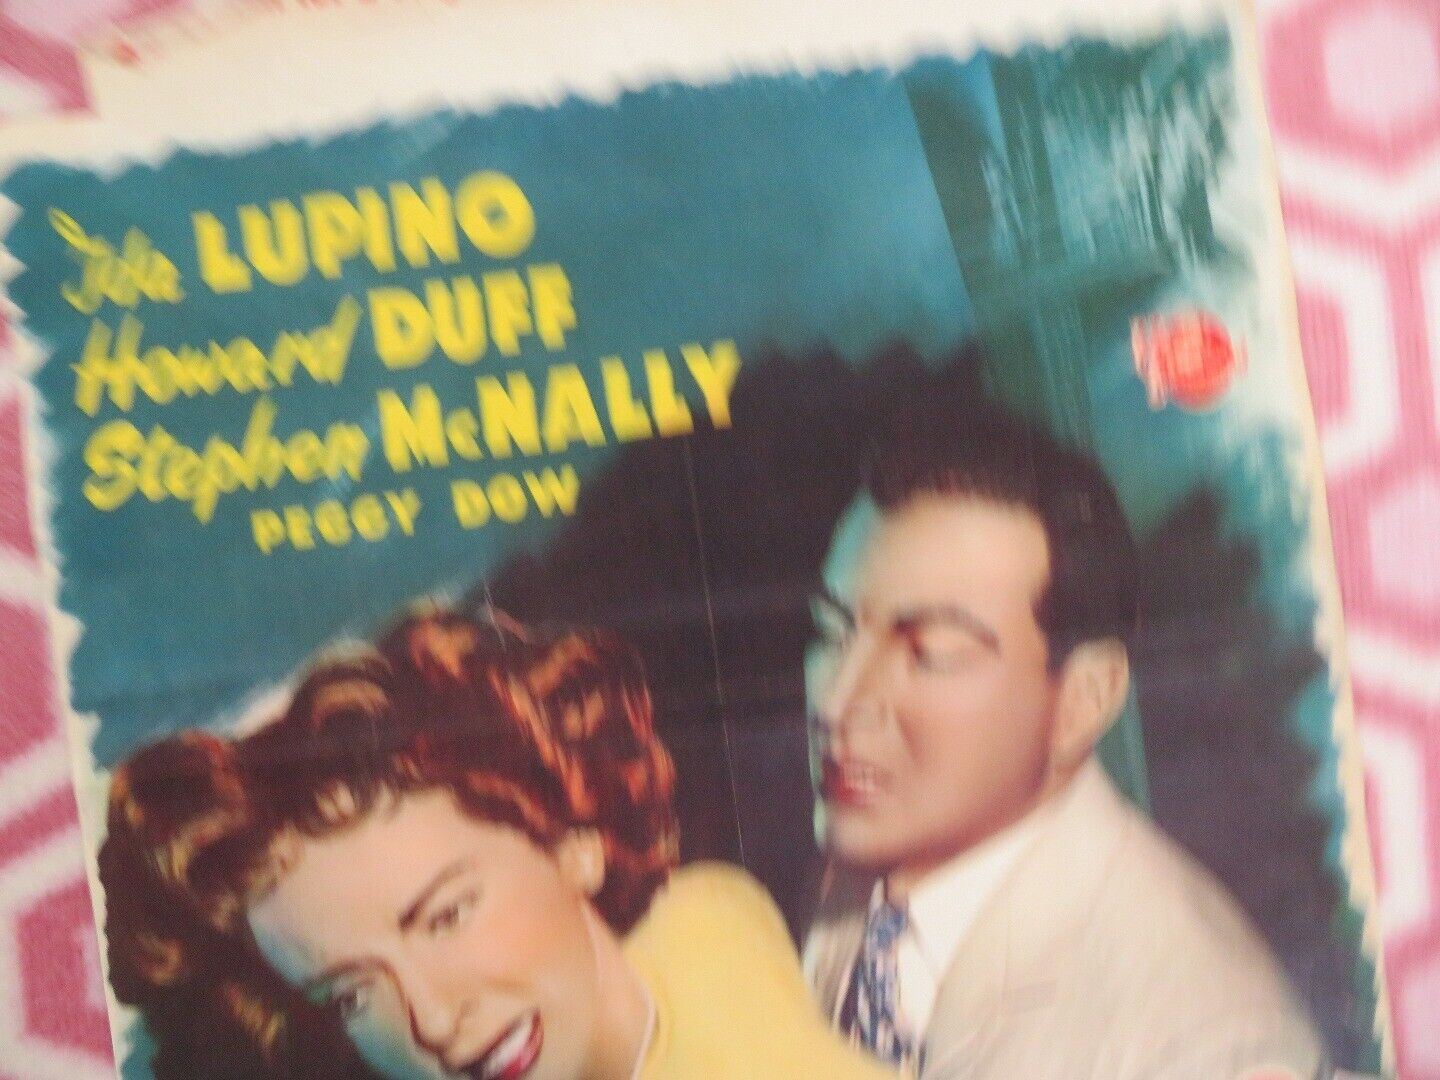 Ida LUPINO
Howard DUFF
Stephen McNALLY
PEGGY DOW